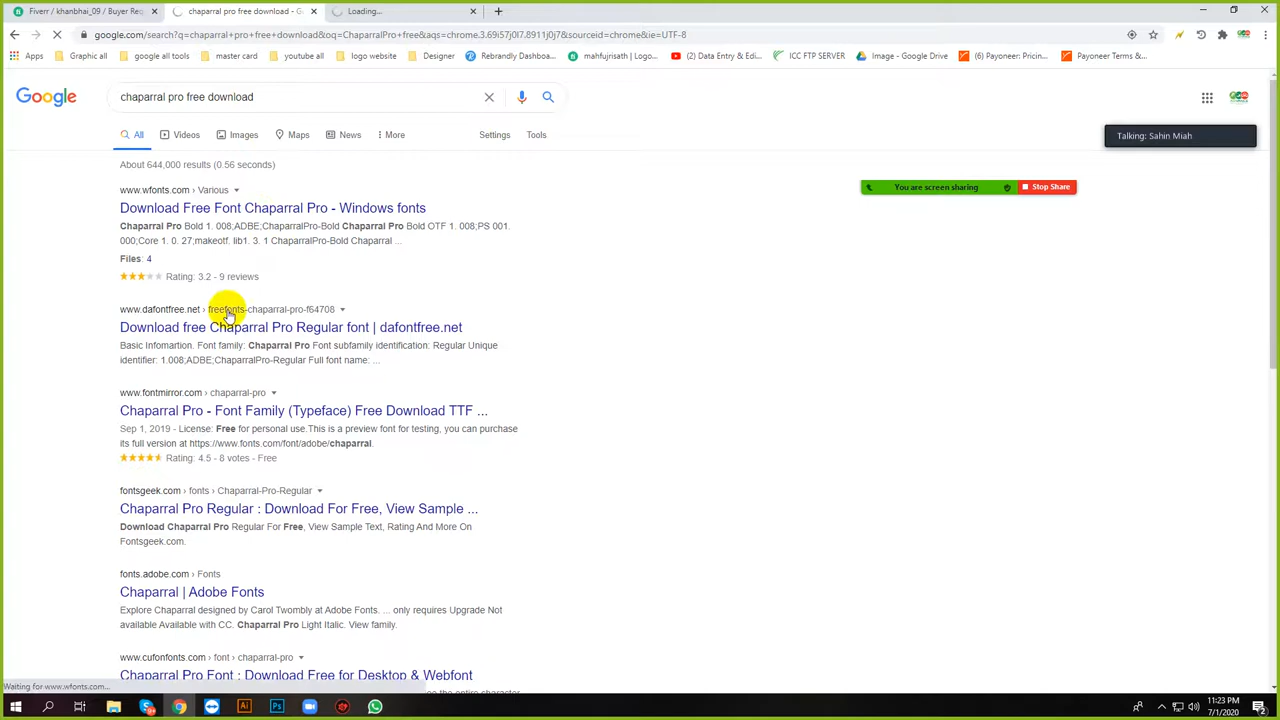 Fiverr / khanbhai_09 / Buyer Req
chaparral pro free download - G
Loading...
google.com/search?q=chaparral+pro+free+download&oq=ChaparralPro+free&aqs=chrome.3.69i57j0l7.8911j0j7&sourceid=chrome&ie=UTF-8
Apps Graphic all google all tools master card youtube all logo website Designer Rebrandly Dashboa... mahfujrisath | Logo... (2) Data Entry & Edi... ICC FTP SERVER Image - Google Drive (6) Payoneer: Pricin... Payoneer Terms &...
Google
chaparral pro free download
All Videos Images Maps News More Settings Tools
Talking: Sahin Miah
About 644,000 results (0.56 seconds)
You are screen sharing Stop Share
www.wfonts.com › Various
Download Free Font Chaparral Pro - Windows fonts
Chaparral Pro Bold 1. 008;ADBE;ChaparralPro-Bold Chaparral Pro Bold OTF 1. 008;PS 001.
000;Core 1. 0. 27;makeotf. lib1. 3. 1 ChaparralPro-Bold Chaparral ...
Files: 4
Rating: 3.2 - 9 reviews
www.dafontfree.net › freefonts-chaparral-pro-f64708
Download free Chaparral Pro Regular font | dafontfree.net
Basic Infomartion. Font family: Chaparral Pro Font subfamily identification: Regular Unique
identifier: 1.008;ADBE;ChaparralPro-Regular Full font name: ...
www.fontmirror.com › chaparral-pro
Chaparral Pro - Font Family (Typeface) Free Download TTF ...
Sep 1, 2019 - License: Free for personal use.This is a preview font for testing, you can purchase
its full version at https://www.fonts.com/font/adobe/chaparral.
Rating: 4.5 - 8 votes - Free
fontsgeek.com › fonts › Chaparral-Pro-Regular
Chaparral Pro Regular : Download For Free, View Sample ...
Download Chaparral Pro Regular For Free, View Sample Text, Rating And More On
Fontsgeek.com.
fonts.adobe.com › Fonts
Chaparral | Adobe Fonts
Explore Chaparral designed by Carol Twombly at Adobe Fonts. ... only requires Upgrade Not
available Available with CC. Chaparral Pro Light Italic. View family.
www.cufonfonts.com › font › chaparral-pro
Chaparral Pro Font : Download Free for Desktop & Webfont
Waiting for www.wfonts.com...
11:23 PM
7/1/2020